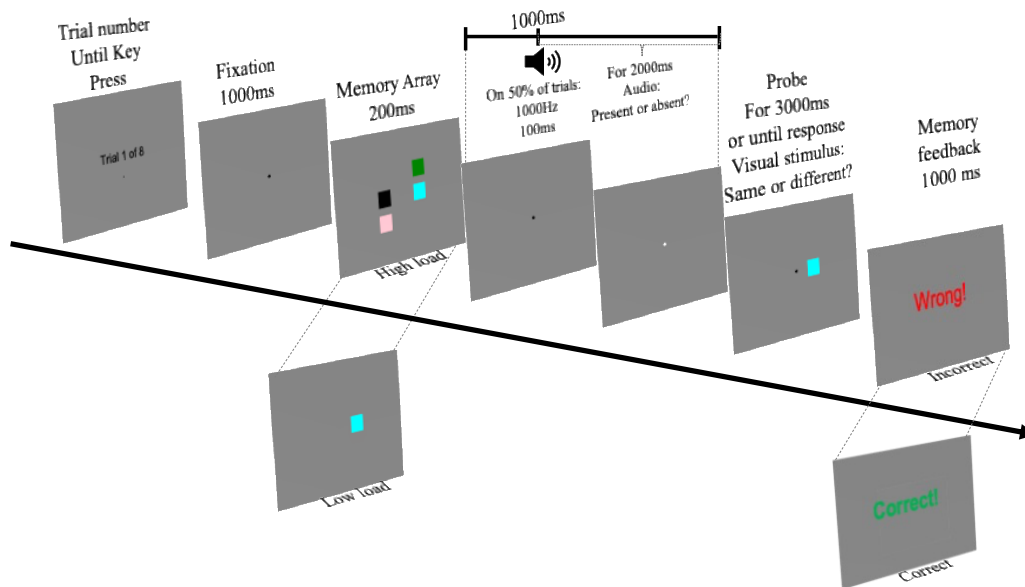 Trial number
Until Key
Press
Trial 1 of 8
Fixation
1000ms
Memory Array
200ms
High load
Low load
1000ms
On 50% of trials:
1000Hz
100ms
For 2000ms
Audio:
Present or absent?
Probe
For 3000ms
or until response
Visual stimulus:
Same or different?
Memory
feedback
1000 ms
Wrong!
Incorrect
Correct!
Correct